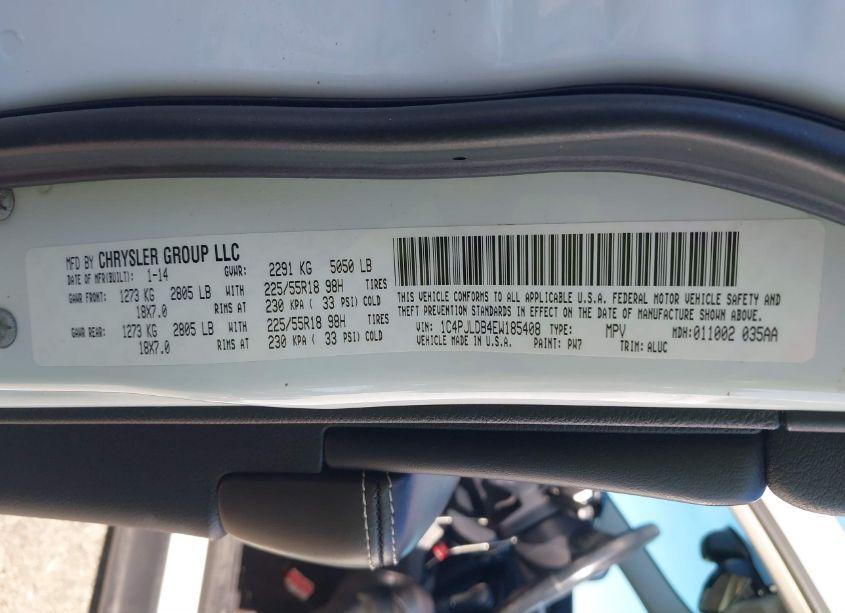 MFD BY CHRYSLER GROUP LLC
DATE OF MFR(BUILT): 1-14 GVWR: 2291 KG 5050 LB
GAWR FRONT: 1273 KG 2805 LB WITH 225/55R18 98H TIRES
18X7.0 RIMS AT 230 KPA ( 33 PSI) COLD
GAWR REAR: 1273 KG 2805 LB WITH 225/55R18 98H TIRES
18X7.0 RIMS AT 230 KPA ( 33 PSI) COLD
THIS VEHICLE CONFORMS TO ALL APPLICABLE U.S.A. FEDERAL MOTOR VEHICLE SAFETY AND
THEFT PREVENTION STANDARDS IN EFFECT ON THE DATE OF MANUFACTURE SHOWN ABOVE.
VIN: 1C4PJLDB4EW185408 TYPE: MPV MDH:011002 035AA
VEHICLE MADE IN U.S.A. PAINT: PW7 TRIM: ALUC